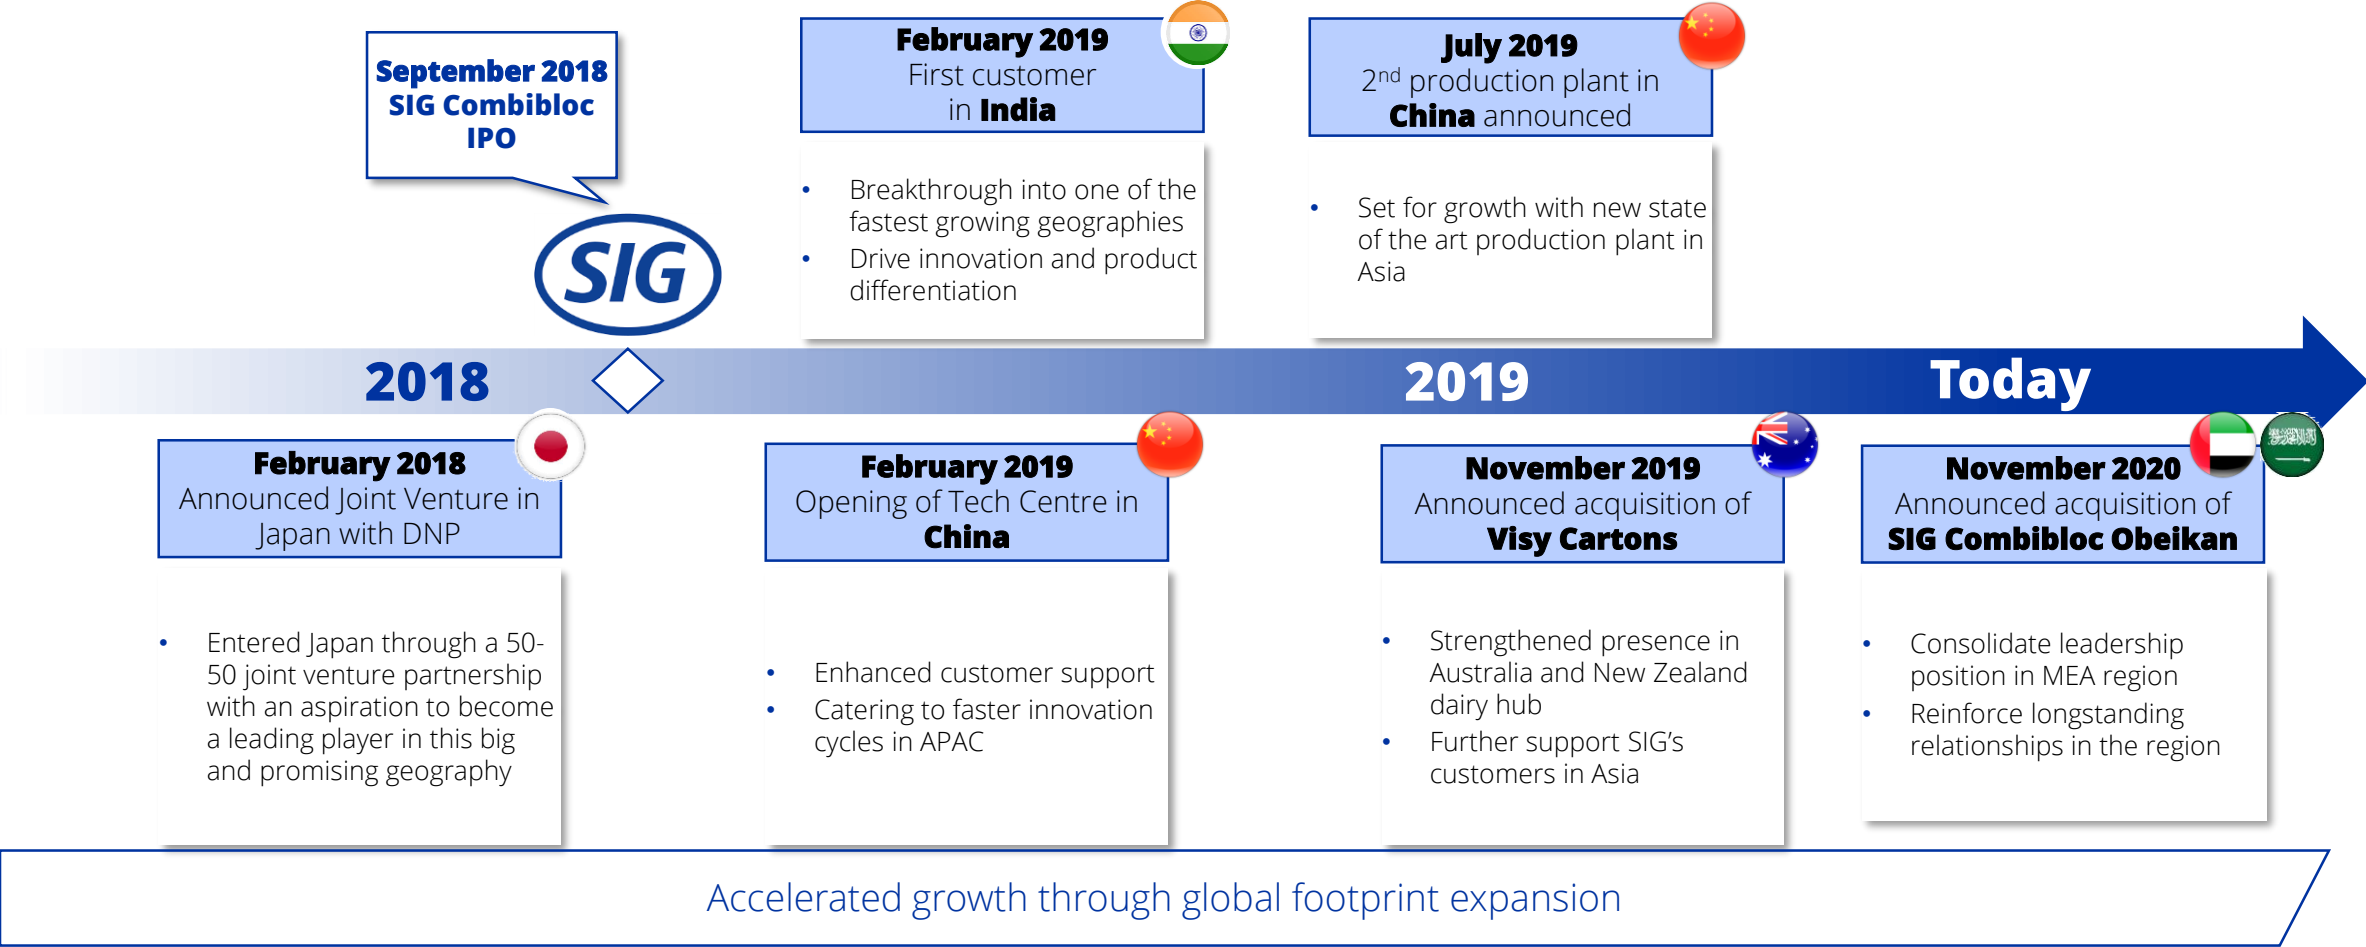 September 2018
SIG Combibloc
IPO
SIG
February 2019
First customer
in India
• Breakthrough into one of the
fastest growing geographies
• Drive innovation and product
differentiation
July 2019
2nd production plant in
China announced
• Set for growth with new state
of the art production plant in
Asia
2018
2019
Today
February 2018
Announced Joint Venture in
Japan with DNP
• Entered Japan through a 50-
50 joint venture partnership
with an aspiration to become
a leading player in this big
and promising geography
February 2019
Opening of Tech Centre in
China
• Enhanced customer support
• Catering to faster innovation
cycles in APAC
November 2019
Announced acquisition of
Visy Cartons
• Strengthened presence in
Australia and New Zealand
dairy hub
• Further support SIG’s
customers in Asia
November 2020
Announced acquisition of
SIG Combibloc Obeikan
• Consolidate leadership
position in MEA region
• Reinforce longstanding
relationships in the region
Accelerated growth through global footprint expansion